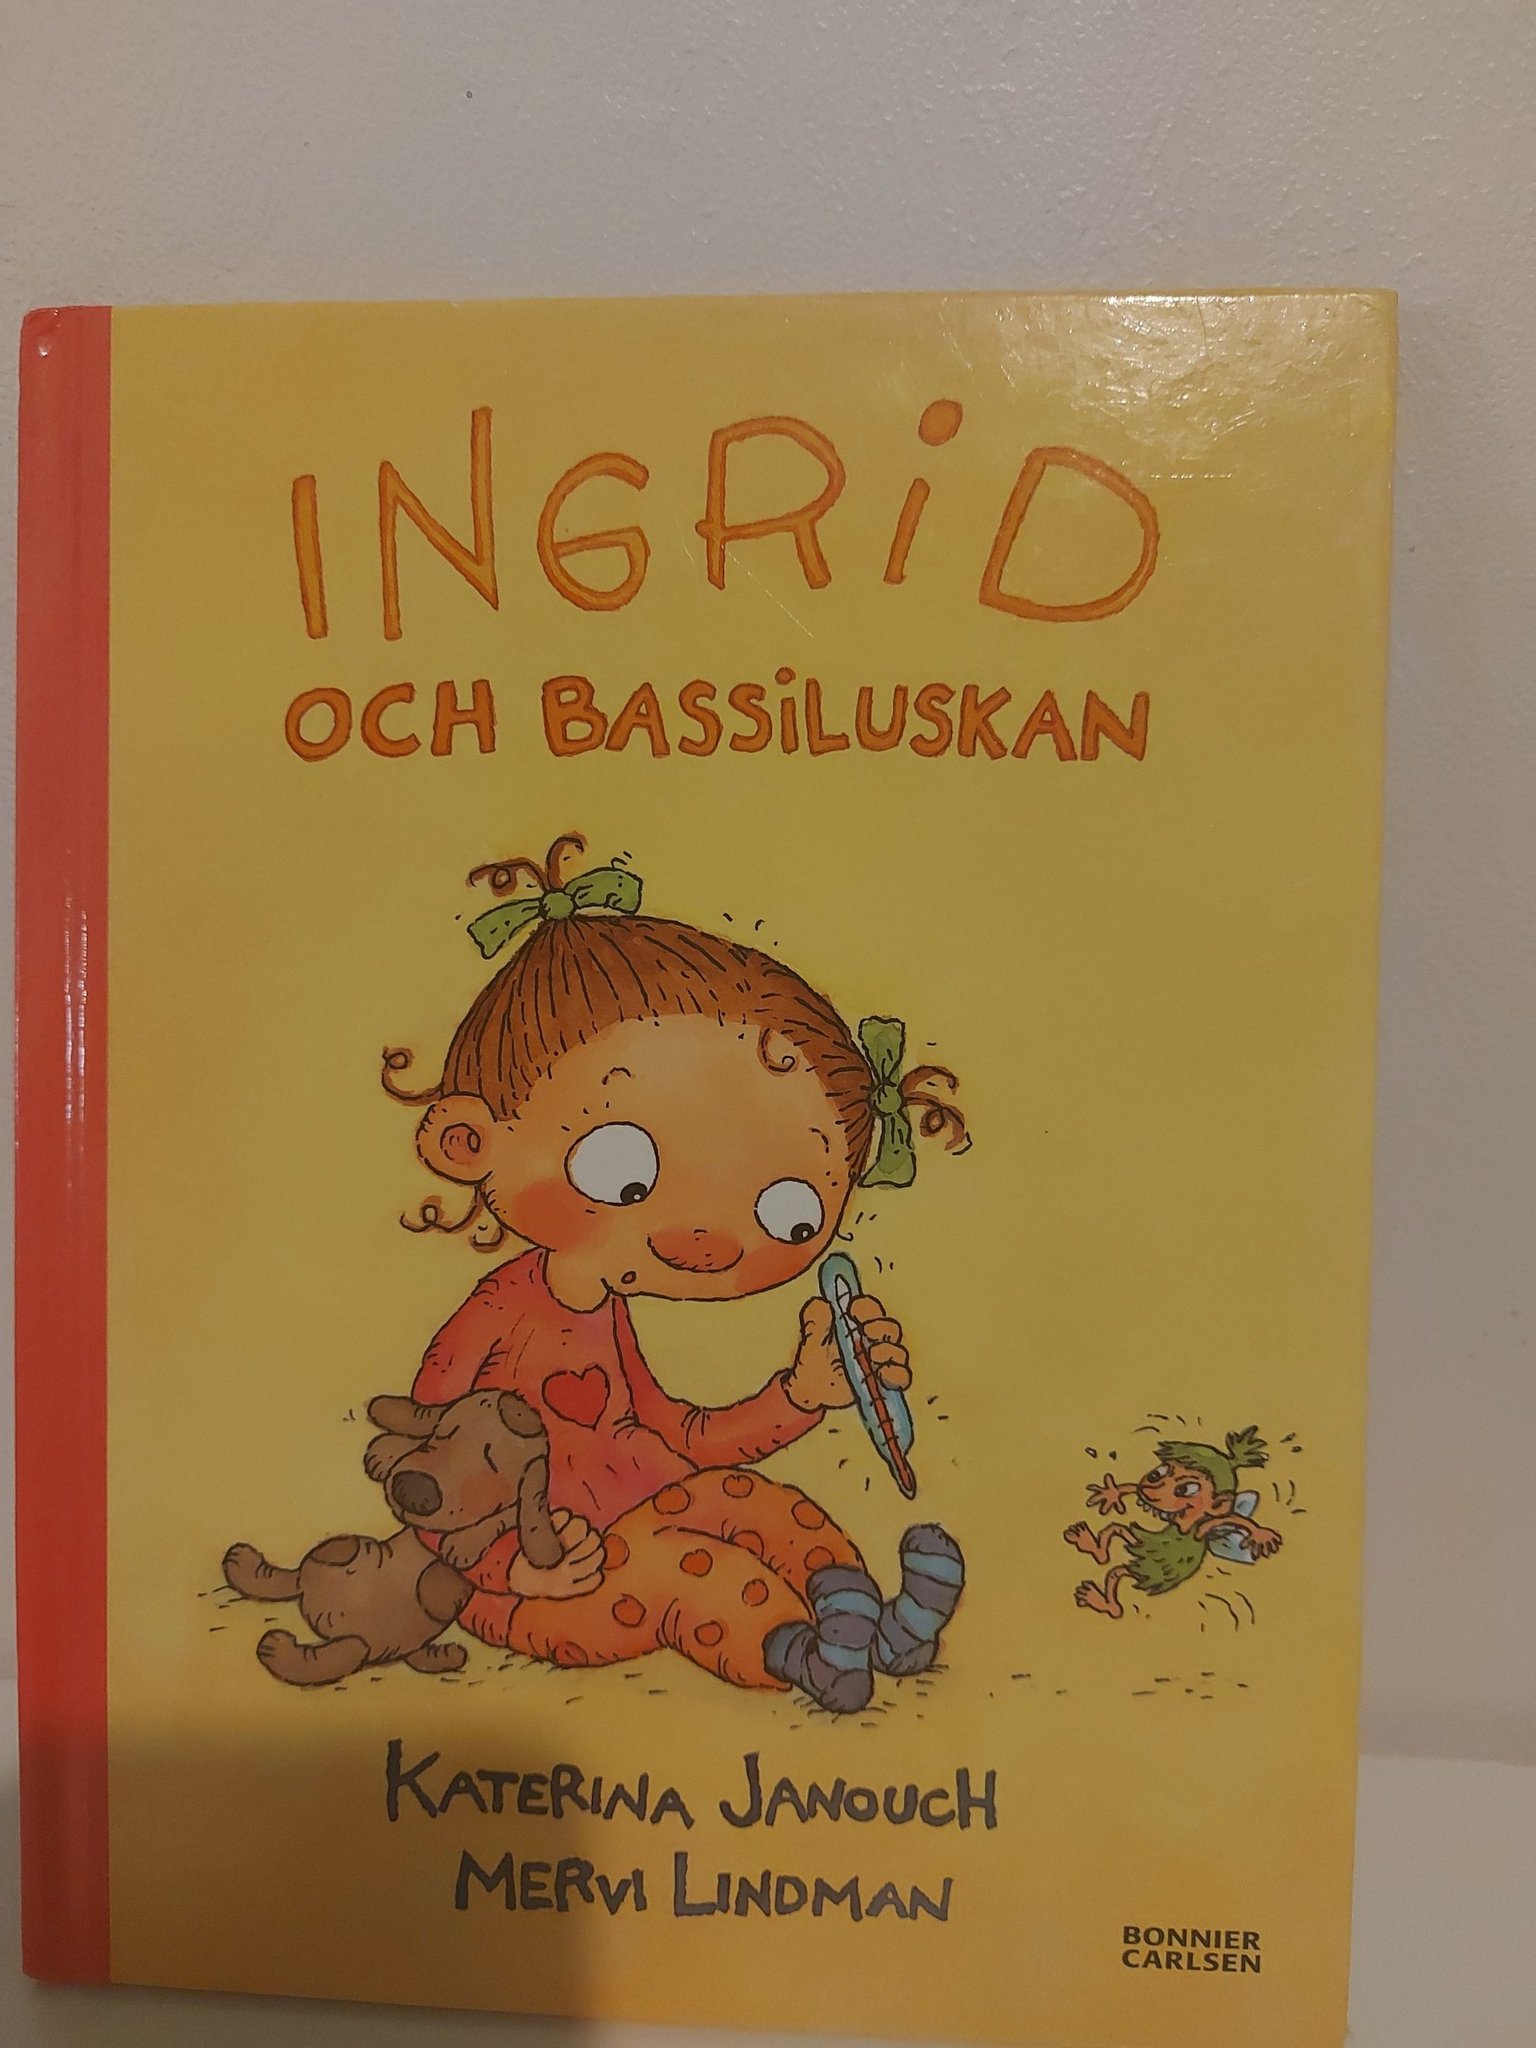 INGRID
OCH BASSILUSKAN
KATERINA JANOUCH
MERVI LINDMAN
BONNIER
CARLSEN